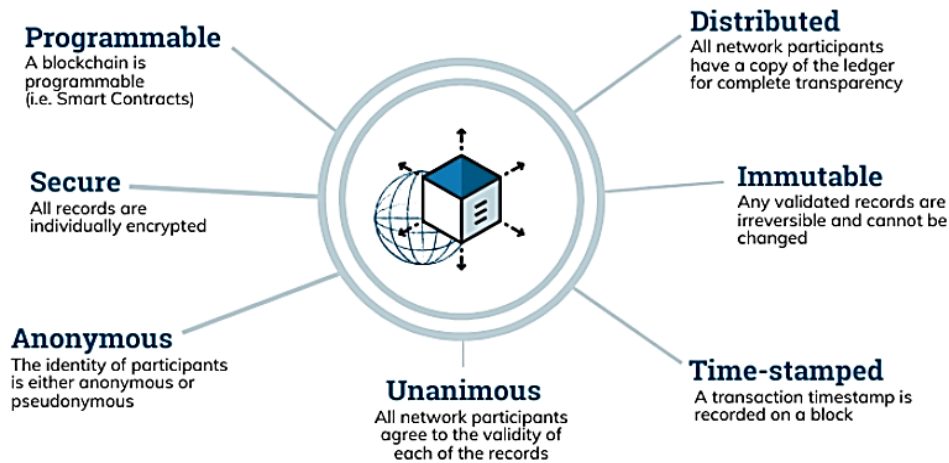 Programmable
A blockchain is
programmable
(i.e. Smart Contracts)
Secure
All records are
individually encrypted
Anonymous
The identity of participants
is either anonymous or
pseudonymous
Unanimous
All network participants
agree to the validity of
each of the records
Distributed
All network participants
have a copy of the ledger
for complete transparency
Immutable
Any validated records are
irreversible and cannot be
changed
Time-stamped
A transaction timestamp is
recorded on a block